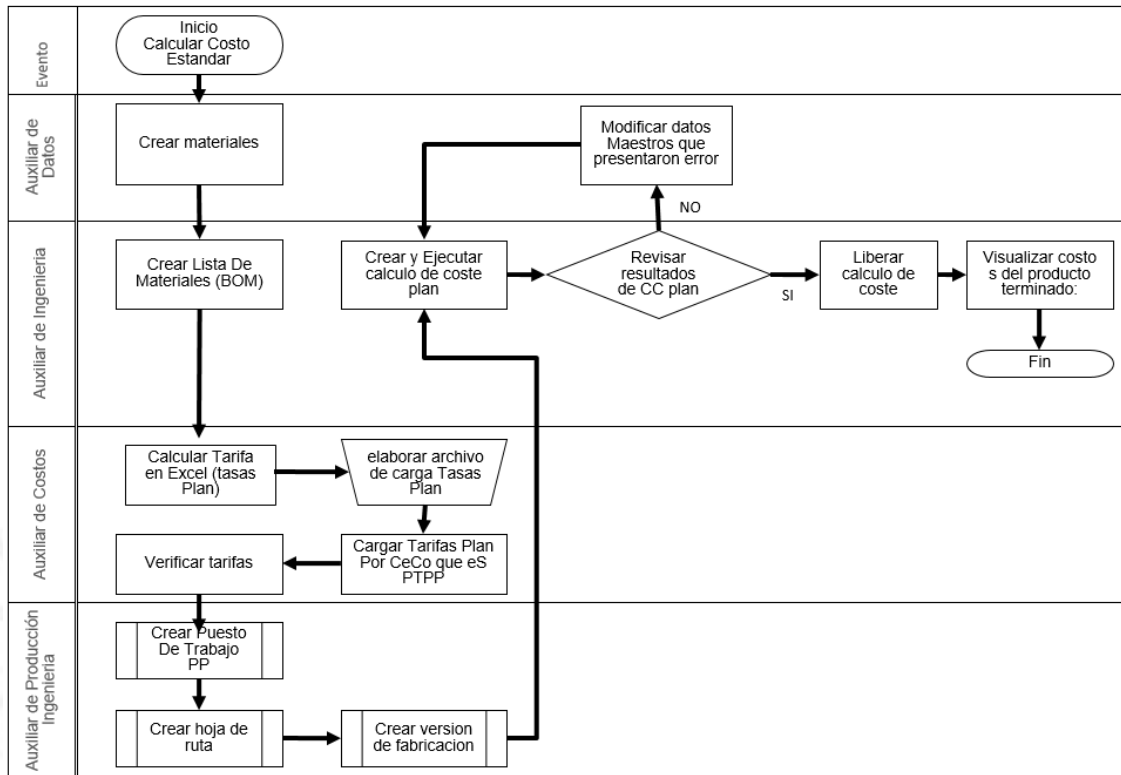 Evento
Inicio
Calcular Costo
Estandar
Auxiliar de
Datos
Crear materiales
Modificar datos
Maestros que
presentaron error
NO
Auxiliar de Ingenieria
Crear Lista De
Materiales (BOM)
Crear y Ejecutar
calculo de coste
plan
Revisar
resultados
de CC plan
SI
Liberar
calculo de
coste
Visualizar costo
s del producto
terminado:
Fin
Auxiliar de Costos
Calcular Tarifa
en Excel (tasas
Plan)
elaborar archivo
de carga Tasas
Plan
Verificar tarifas
Cargar Tarifas Plan
Por CeCo que eS
PTPP
Auxiliar de Producción
Ingenieria
Crear Puesto
De Trabajo
PP
Crear hoja de
ruta
Crear version
de fabricacion